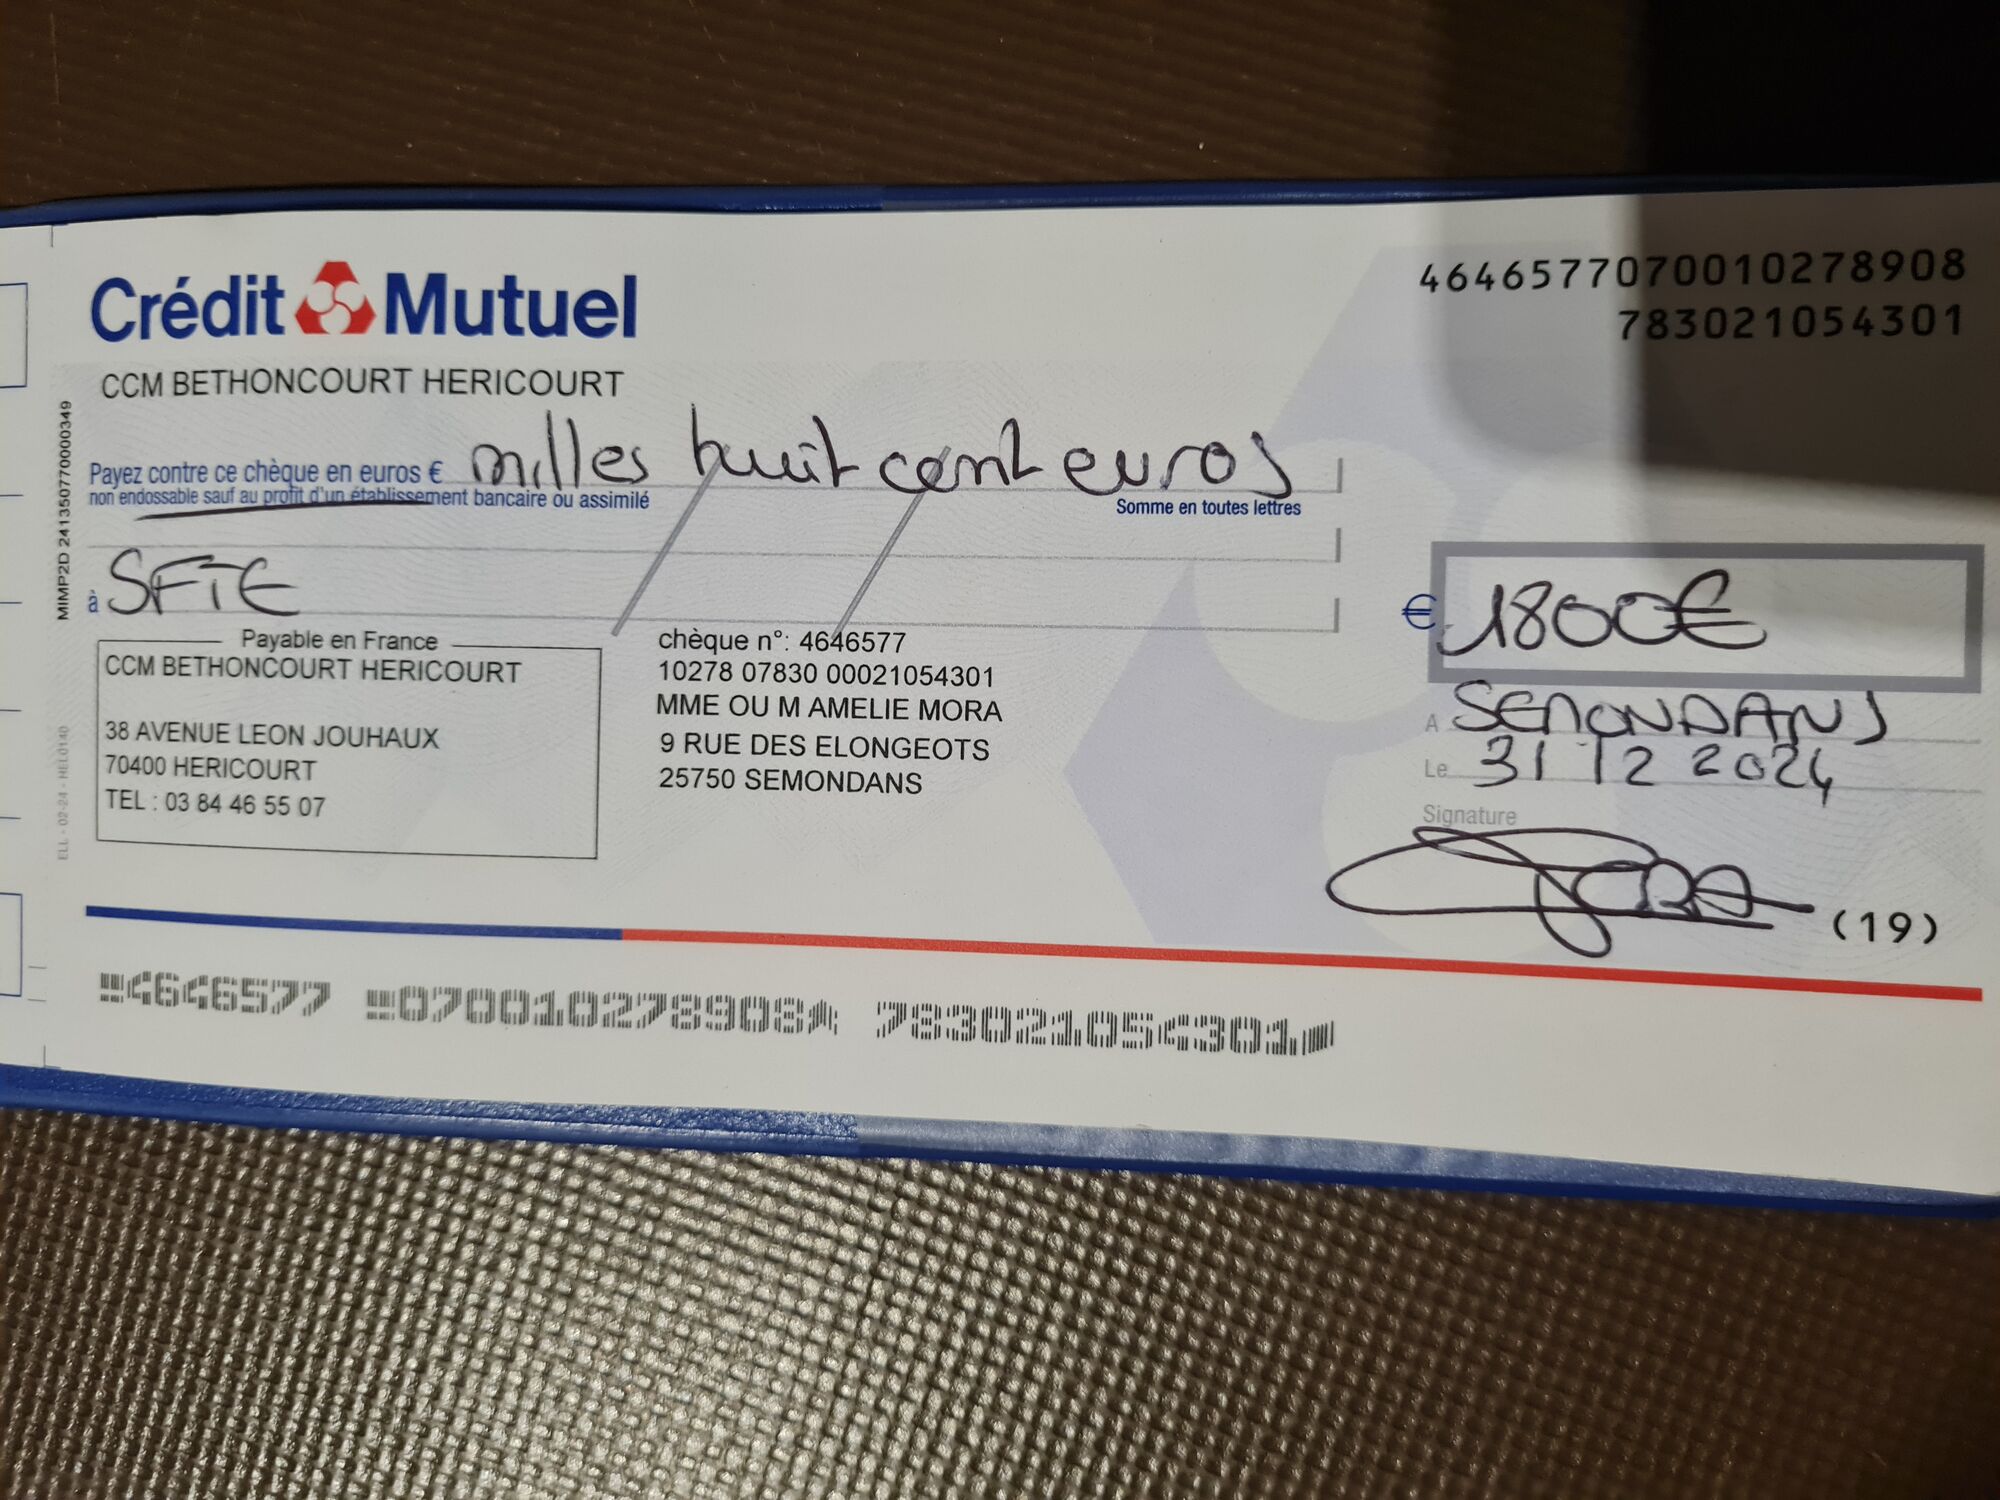 Crédit Mutuel
4646577070010278908
783021054301
CCM BETHONCOURT HERICOURT
MIMP2D 241350770000349
Payez contre ce chèque en euros € milles huit cent euros
non endossable sauf au profit d'un établissement bancaire ou assimilé
Somme en toutes lettres
à SFTE
€ 1800€
Payable en France
CCM BETHONCOURT HERICOURT
38 AVENUE LEON JOUHAUX
70400 HERICOURT
TEL : 03 84 46 55 07
chèque n°: 4646577
10278 07830 00021054301
MME OU M AMELIE MORA
9 RUE DES ELONGEOTS
25750 SEMONDANS
A SEMONDANS
Le 31 12 2024
Signature
(19)
ELL - 02-24 - HEL0140
4646577 070010278908 783021054301